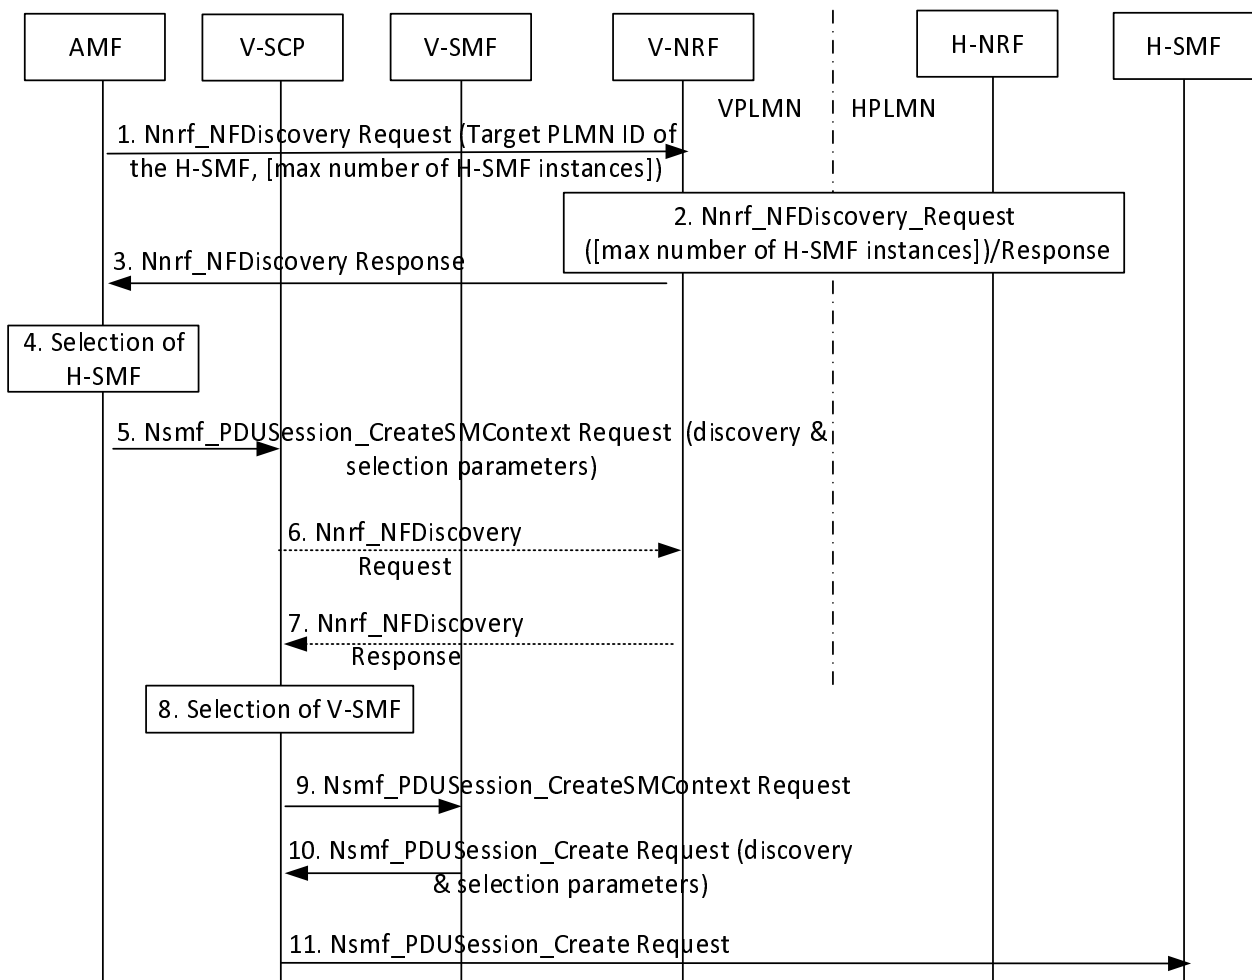 AMF
V-SCP
V-SMF
V-NRF
H-NRF
H-SMF
VPLMN
HPLMN
1. Nnrf_NFDiscovery Request (Target PLMN ID of
the H-SMF, [max number of H-SMF instances])
2. Nnrf_NFDiscovery_Request
([max number of H-SMF instances])/Response
3. Nnrf_NFDiscovery Response
4. Selection of
H-SMF
5. Nsmf_PDUSession_CreateSMContext Request (discovery &
selection parameters)
6. Nnrf_NFDiscovery
Request
7. Nnrf_NFDiscovery
Response
8. Selection of V-SMF
9. Nsmf_PDUSession_CreateSMContext Request
10. Nsmf_PDUSession_Create Request (discovery
& selection parameters)
11. Nsmf_PDUSession_Create Request